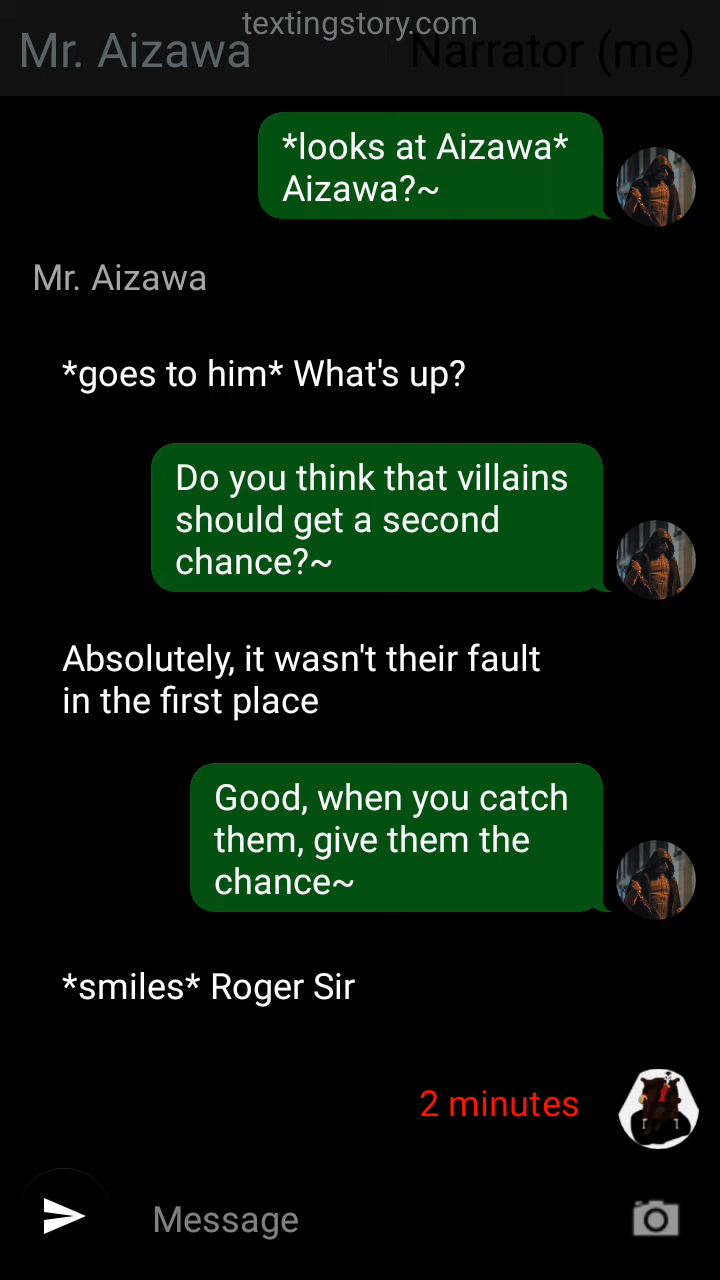 textingstory.com
Mr. Aizawa
Narrator (me)
*looks at Aizawa*
Aizawa?~
Mr. Aizawa
*goes to him* What's up?
Do you think that villains
should get a second
chance?~
Absolutely, it wasn't their fault
in the first place
Good, when you catch
them, give them the
chance~
*smiles* Roger Sir
2 minutes
Message